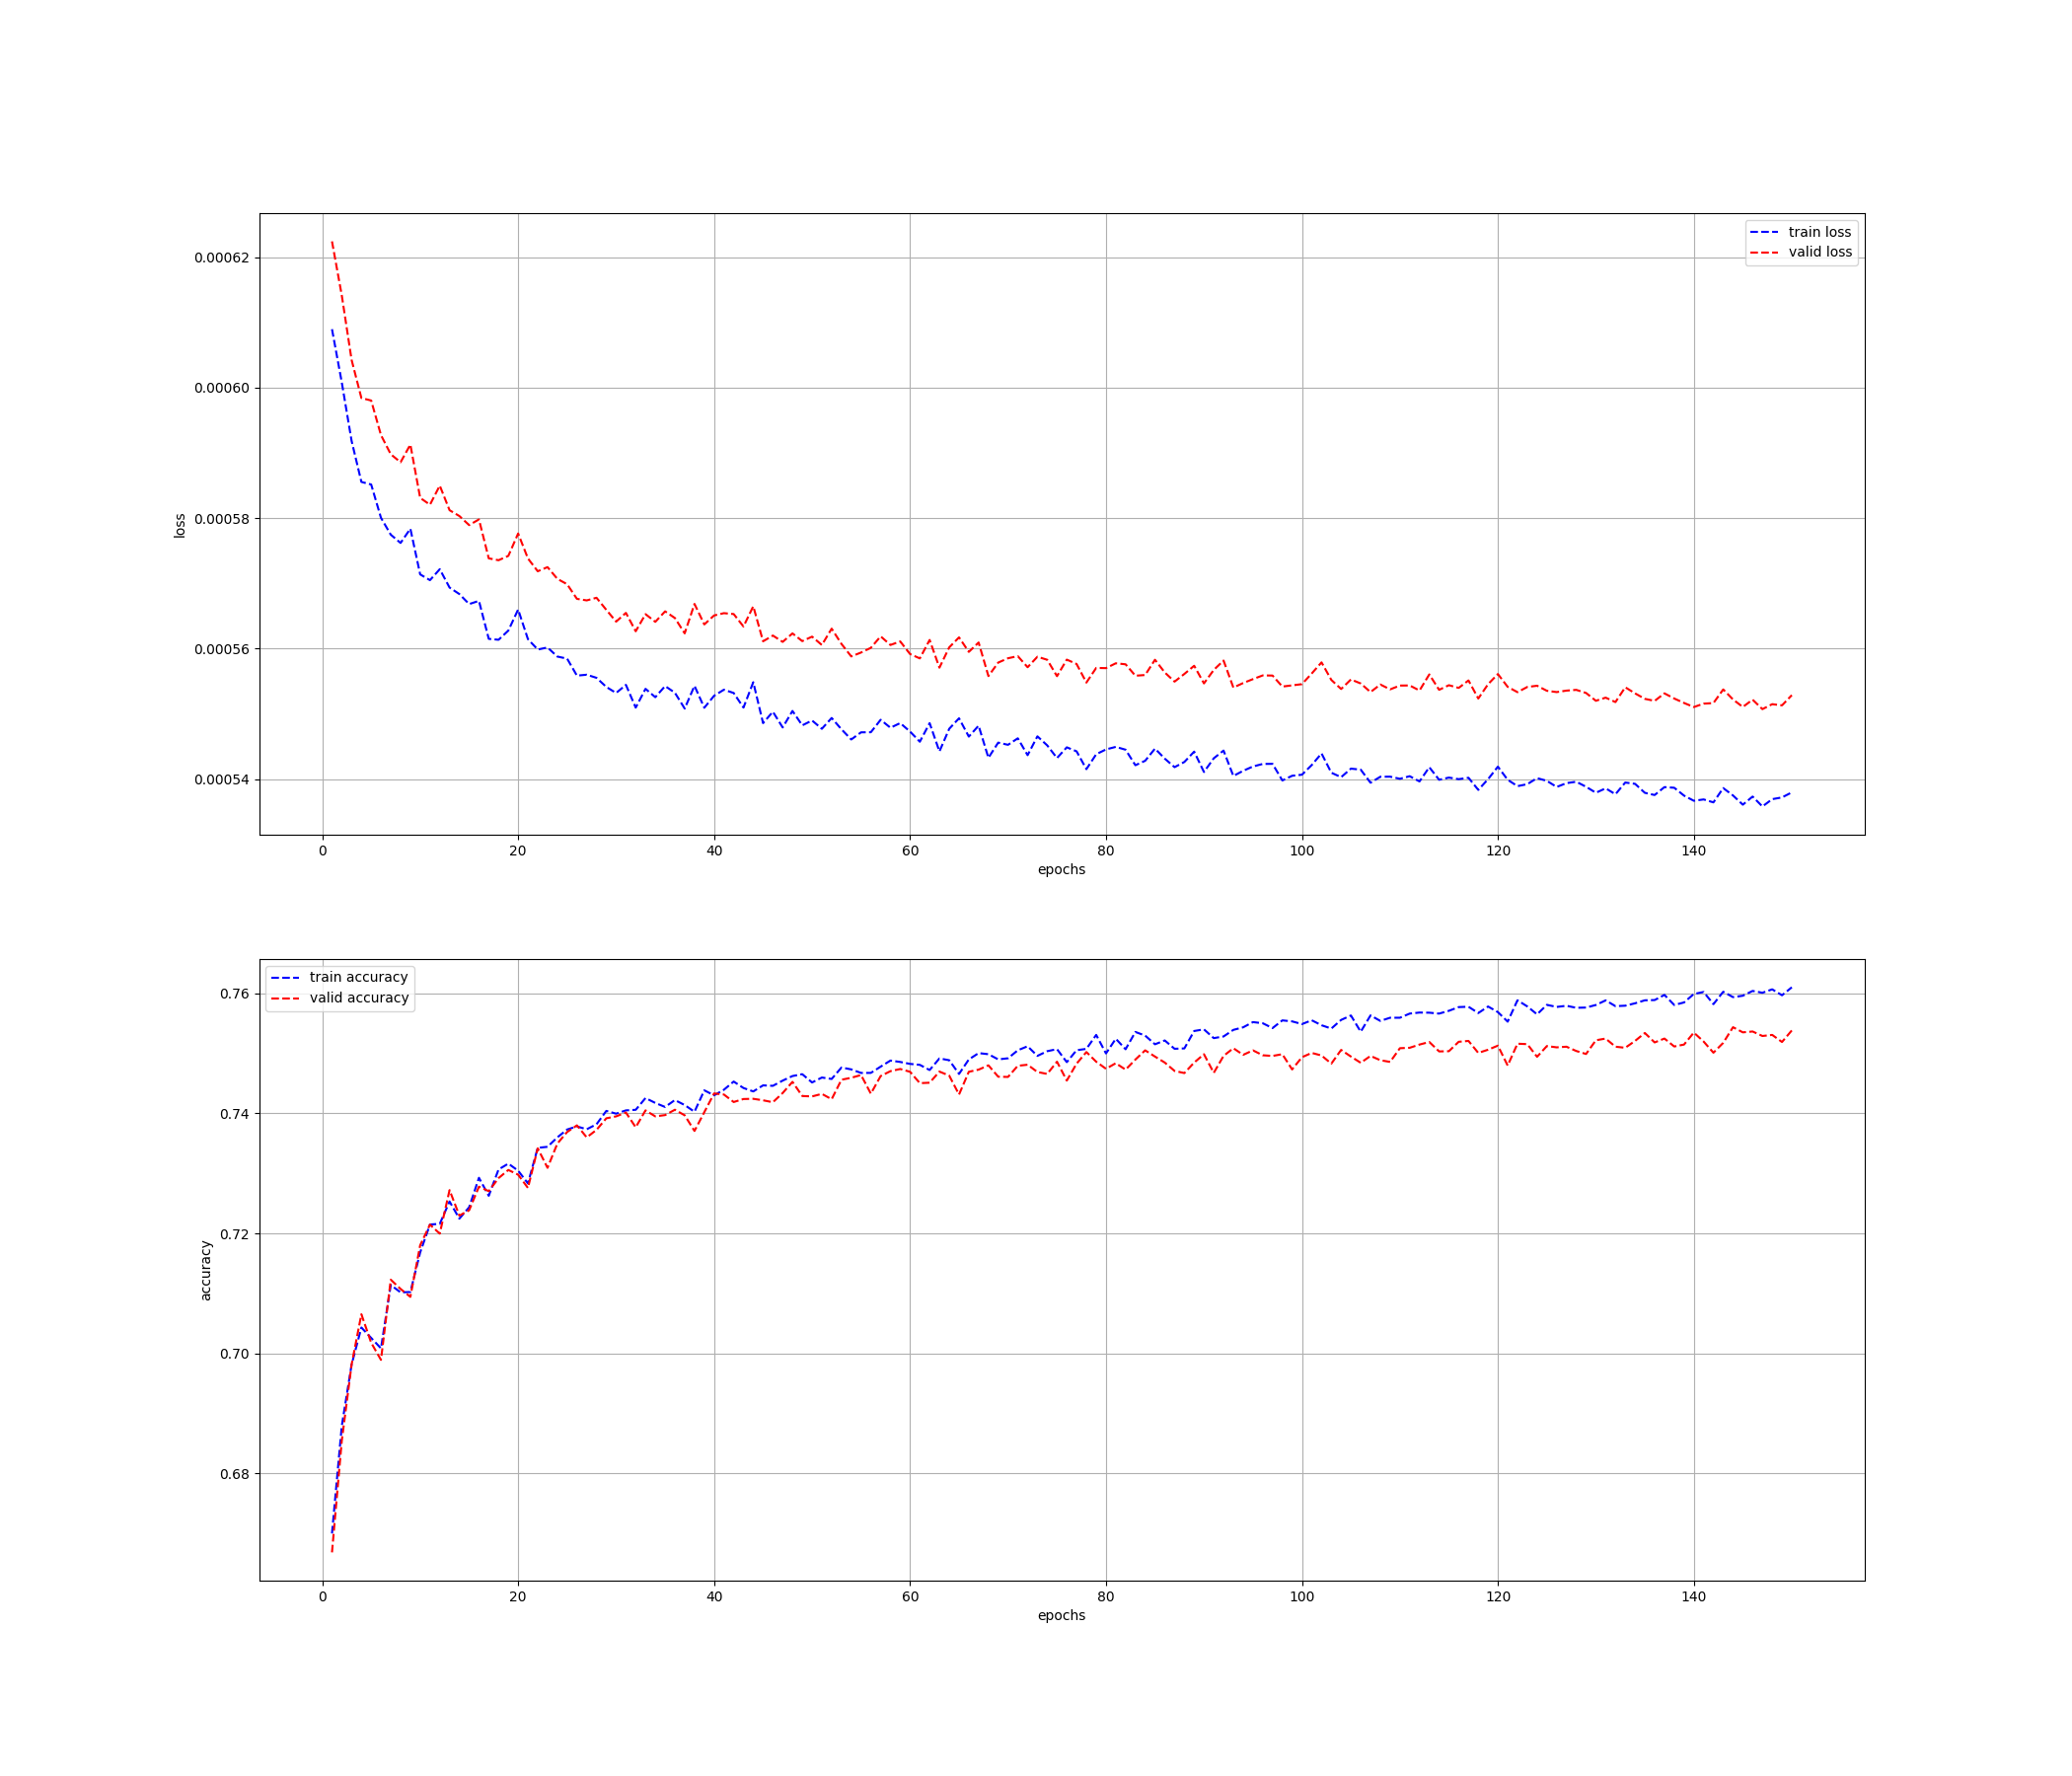 train loss
valid loss
0.00062
0.00060
0.00058
0.00056
0.00054
loss
0 20 40 60 80 100 120 140
epochs
train accuracy
valid accuracy
0.76
0.74
0.72
0.70
0.68
accuracy
0 20 40 60 80 100 120 140
epochs